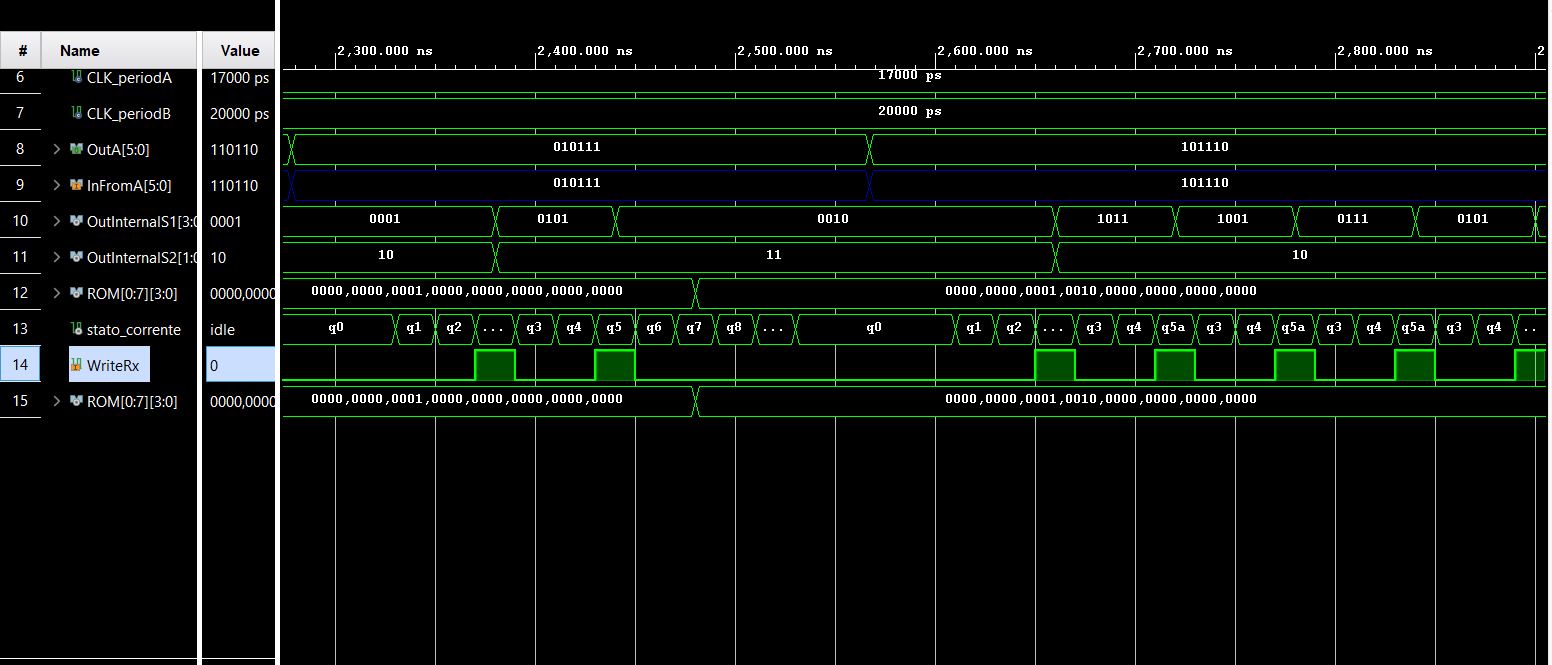 2,300.000 ns 2,400.000 ns 2,500.000 ns 2,600.000 ns 2,700.000 ns 2,800.000 ns 2
# Name Value
6 CLK_periodA 17000 ps 17000 ps
7 CLK_periodB 20000 ps 20000 ps
8 > OutA[5:0] 110110 010111 101110
9 > InFromA[5:0] 110110 010111 101110
10 > OutInternalS1[3:0 0001 0001 0101 0010 1011 1001 0111 0101
11 > OutInternalS2[1:0 10 10 11 10
12 > ROM[0:7][3:0] 0000,0000 0000,0000,0001,0000,0000,0000,0000,0000 0000,0000,0001,0010,0000,0000,0000,0000
13 stato_corrente idle q0 q1 q2 ... q3 q4 q5 q6 q7 q8 ... q0 q1 q2 ... q3 q4 q5a q3 q4 q5a q3 q4 q5a q3 q4 ..
14 WriteRx 0
15 > ROM[0:7][3:0] 0000,0000 0000,0000,0001,0000,0000,0000,0000,0000 0000,0000,0001,0010,0000,0000,0000,0000